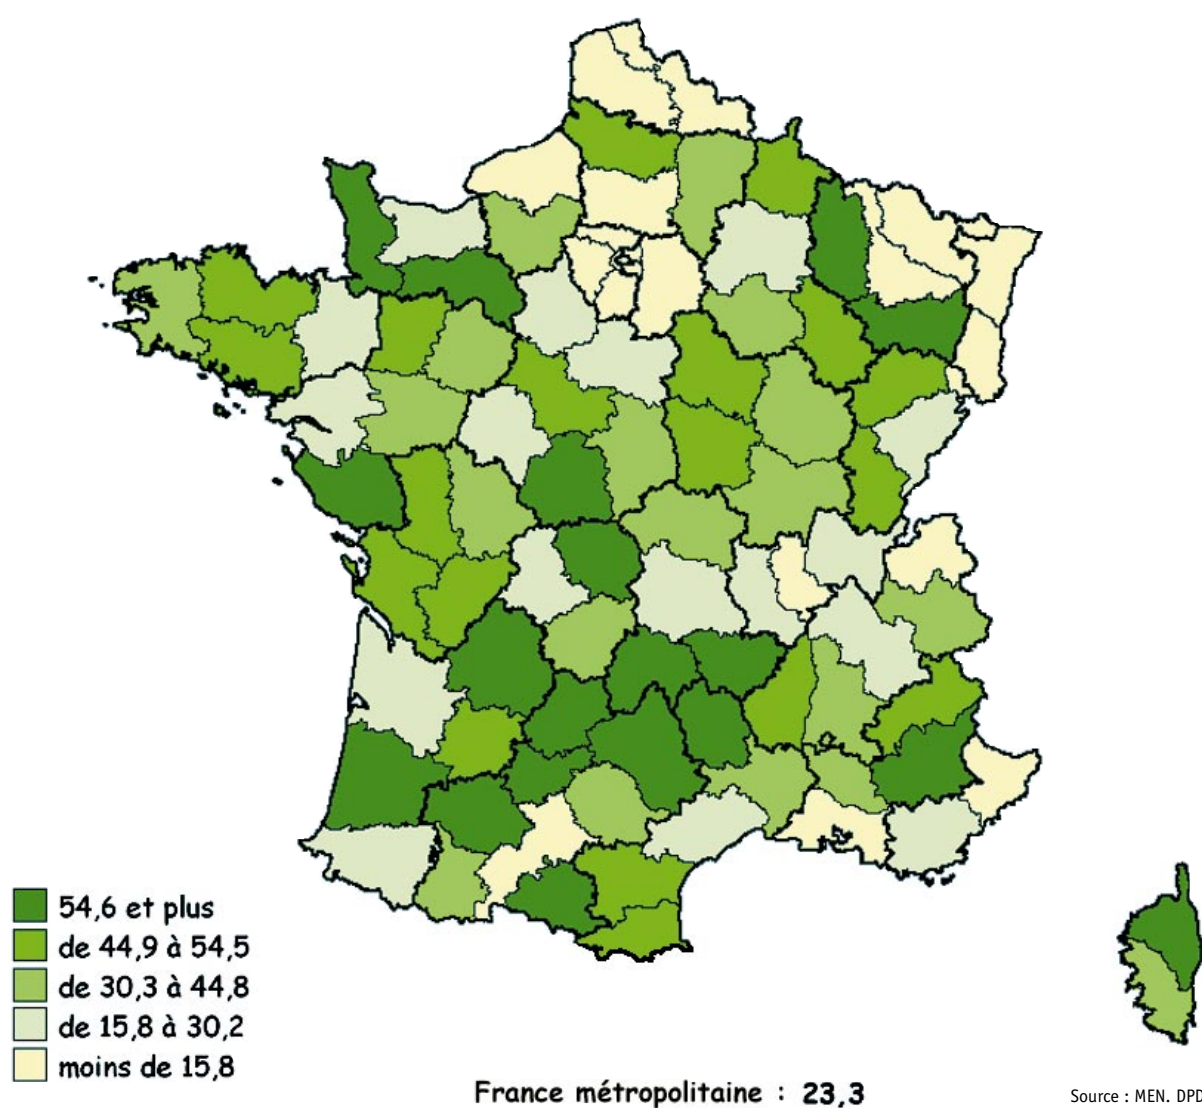 54,6 et plus
de 44,9 à 54,5
de 30,3 à 44,8
de 15,8 à 30,2
moins de 15,8
France métropolitaine : 23,3
Source : MEN. DPD